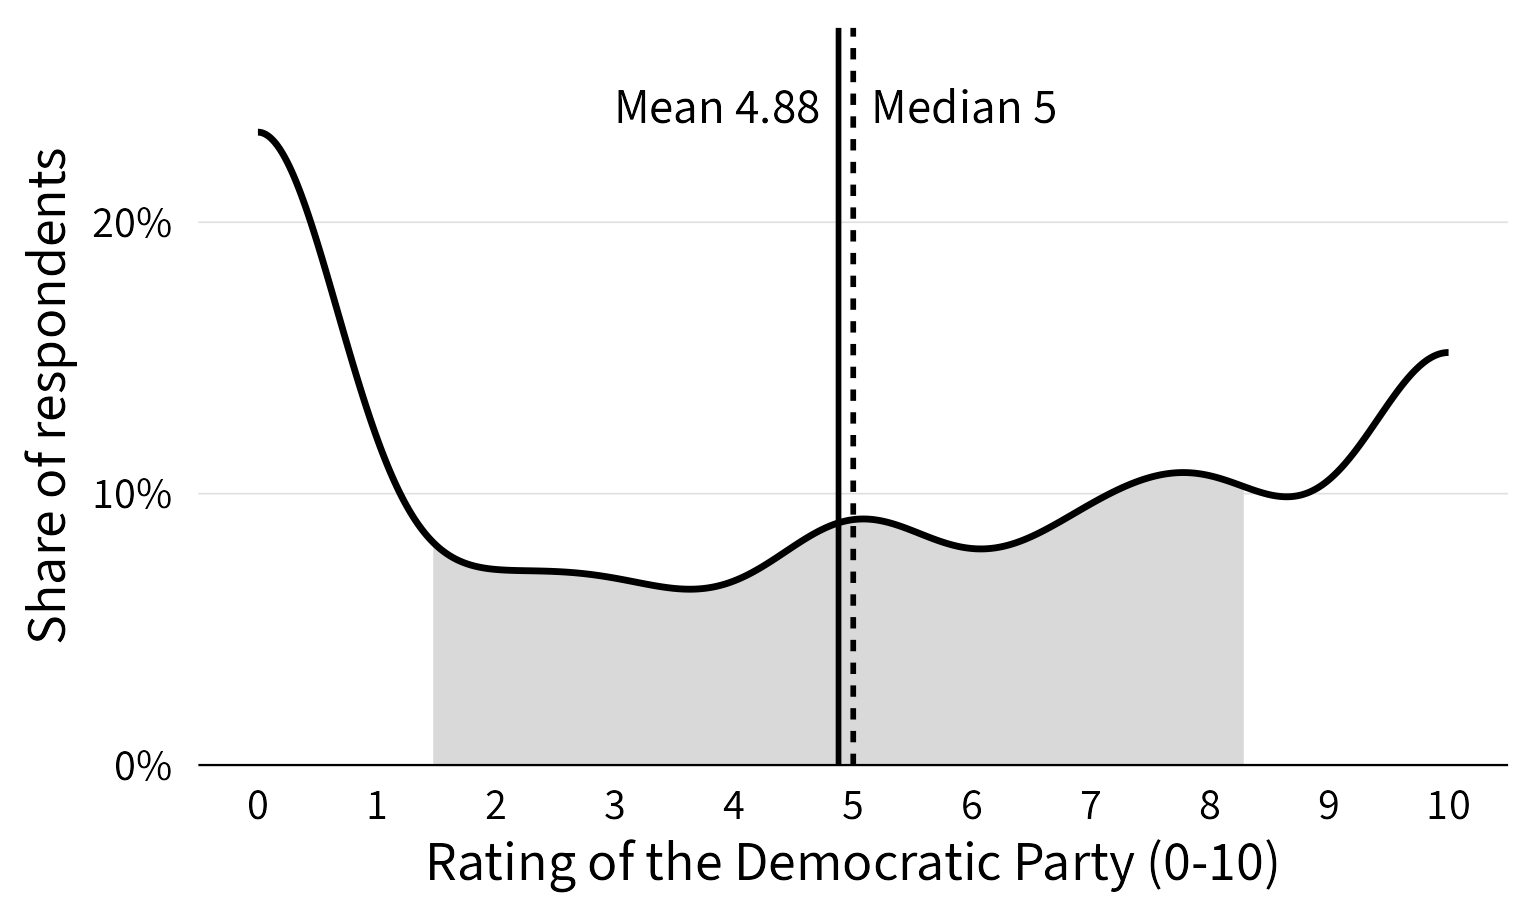 Mean 4.88
Median 5
Share of respondents
20%
10%
0%
0 1 2 3 4 5 6 7 8 9 10
Rating of the Democratic Party (0-10)